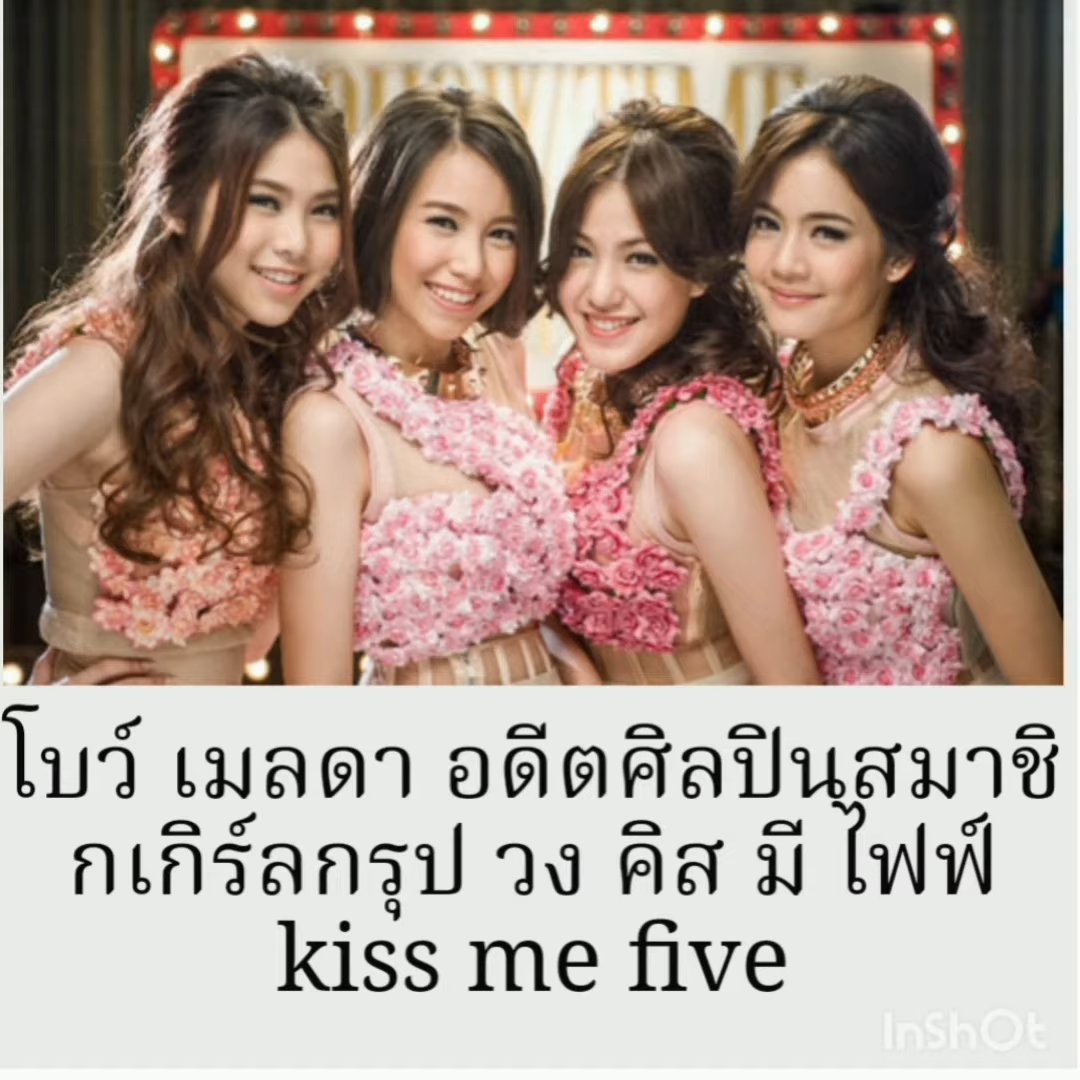 SHOWTIME
โบว์ เมลดา อดีตศิลปินสมาชิ
กเกิร์ลกรุป วง คิส มี ไฟฟ์
kiss me five
InShOt